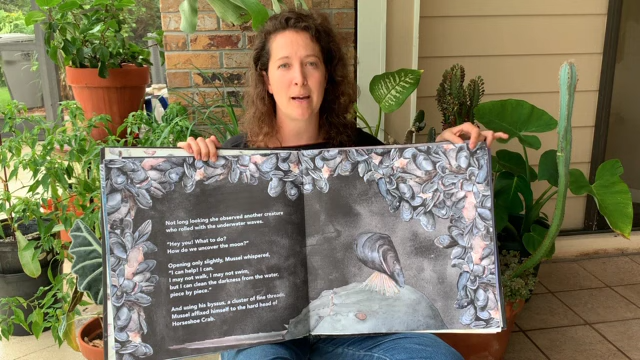 Not long looking she observed another creature
who rolled with the underwater waves.
"Hey you! What to do?
How do we uncover the moon?"
Opening only slightly, Mussel whispered,
"I can help! I can.
I may not walk, I may not swim,
but I can clean the darkness from the water,
piece by piece."
And using his byssus, a cluster of fine threads,
Mussel affixed himself to the hard head of
Horseshoe Crab.